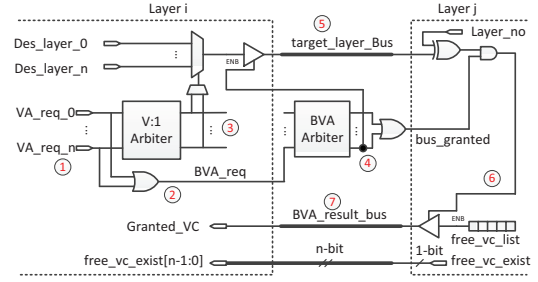 Layer i
Layer j
⑤
Des_layer_0
target_layer_Bus
Layer_no
Des_layer_n
ENB
VA_req_0
V:1
Arbiter
③
BVA
Arbiter
VA_req_n
①
④
bus_granted
②
BVA_req
⑥
⑦
Granted_VC
BVA_result_bus
ENB
free_vc_list
free_vc_exist[n-1:0]
n-bit
1-bit
free_vc_exist